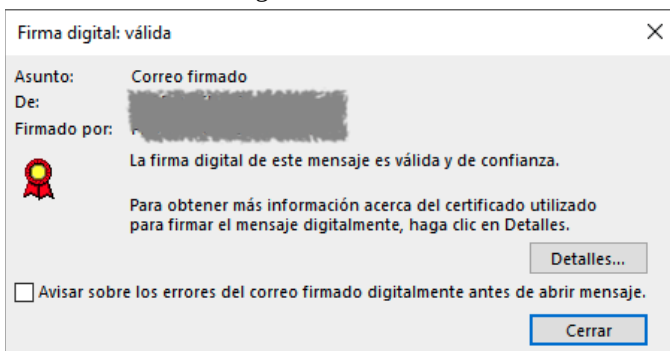 Firma digital: válida
Asunto: Correo firmado
De:
Firmado por:
La firma digital de este mensaje es válida y de confianza.
Para obtener más información acerca del certificado utilizado
para firmar el mensaje digitalmente, haga clic en Detalles.
Detalles...
Avisar sobre los errores del correo firmado digitalmente antes de abrir mensaje.
Cerrar